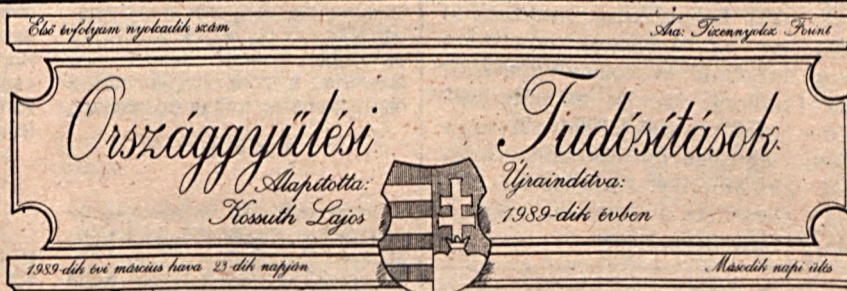 Első évfolyam nyolcadik szám
Ára: Tizennyolcz Forint
Országgyűlési Tudósítások
Alapította:
Kossuth Lajos
Újraindítva:
1989-dik évben
1989-dik évi március hava 23-dik napján
Második napi ülés